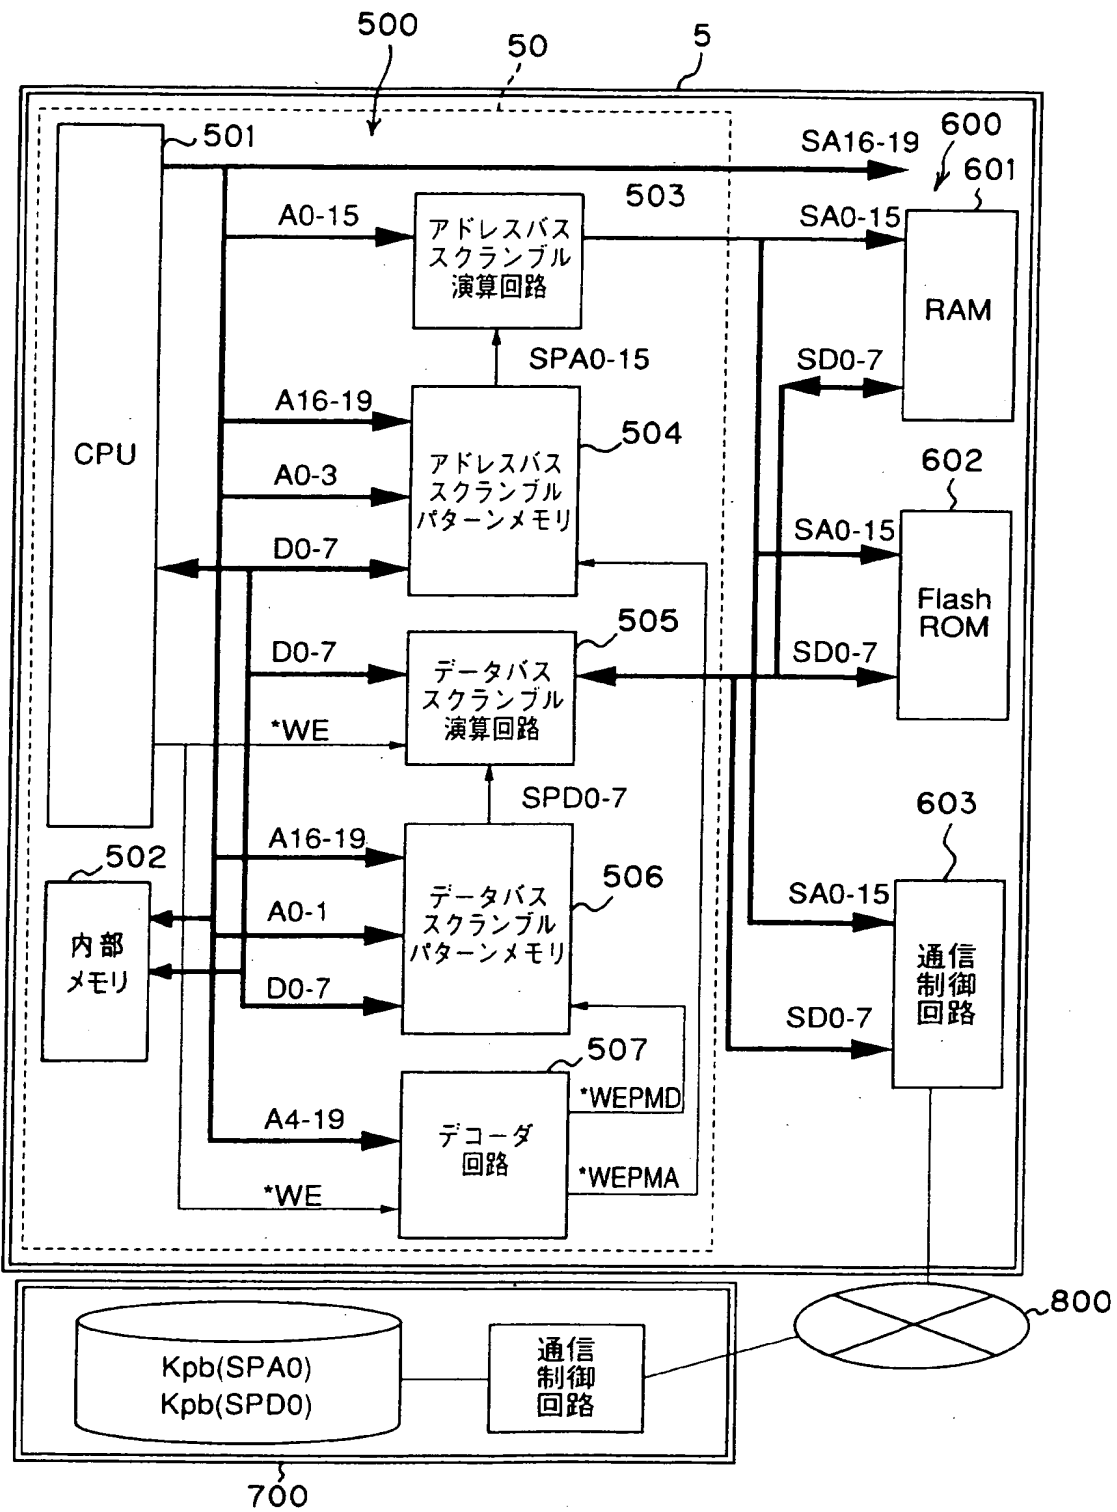 500
50
5
501
SA16-19
600
503
601
A0-15
アドレスバス
スクランブル
演算回路
SA0-15
RAM
SPA0-15
SD0-7
A16-19
504
CPU
アドレスバス
スクランブル
パターンメモリ
602
A0-3
SA0-15
D0-7
Flash
ROM
505
D0-7
データバス
スクランブル
演算回路
SD0-7
*WE
SPD0-7
603
A16-19
502
506
データバス
スクランブル
パターンメモリ
SA0-15
A0-1
内部
メモリ
通信
制御
回路
D0-7
SD0-7
507
*WEPMD
A4-19
デコーダ
回路
*WEPMA
*WE
800
Kpb(SPA0)
Kpb(SPD0)
通信
制御
回路
700